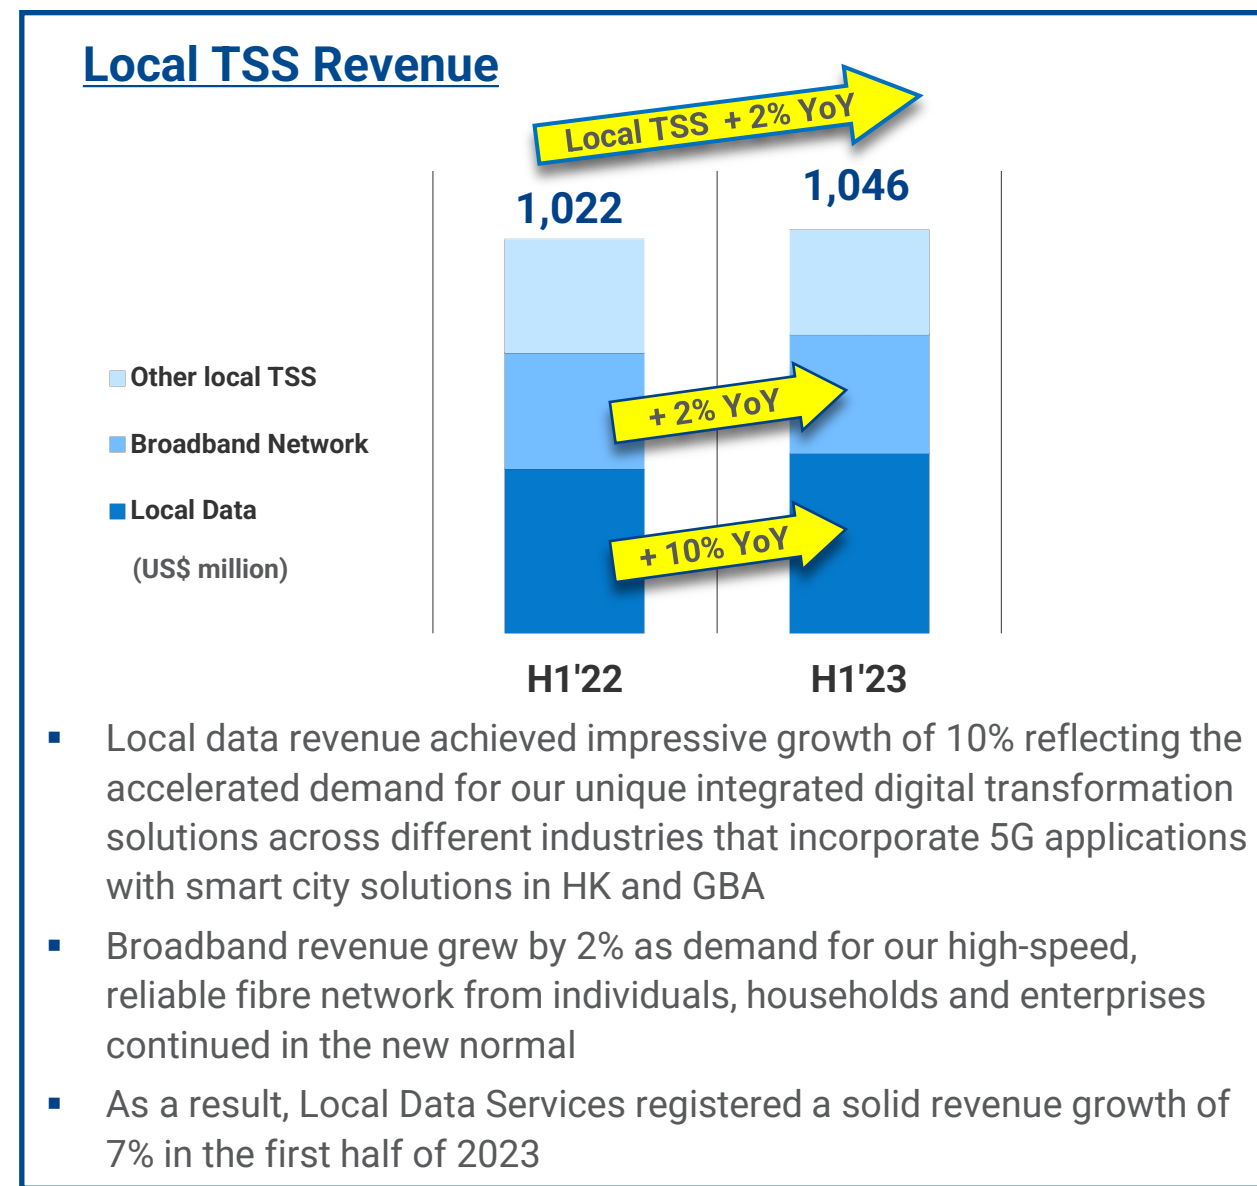 Local TSS Revenue
Local TSS + 2% YoY
1,022
1,046
Other local TSS
Broadband Network
Local Data
(US$ million)
+ 2% YoY
+ 10% YoY
H1'22
H1'23
▪ Local data revenue achieved impressive growth of 10% reflecting the
accelerated demand for our unique integrated digital transformation
solutions across different industries that incorporate 5G applications
with smart city solutions in HK and GBA
▪ Broadband revenue grew by 2% as demand for our high-speed,
reliable fibre network from individuals, households and enterprises
continued in the new normal
▪ As a result, Local Data Services registered a solid revenue growth of
7% in the first half of 2023